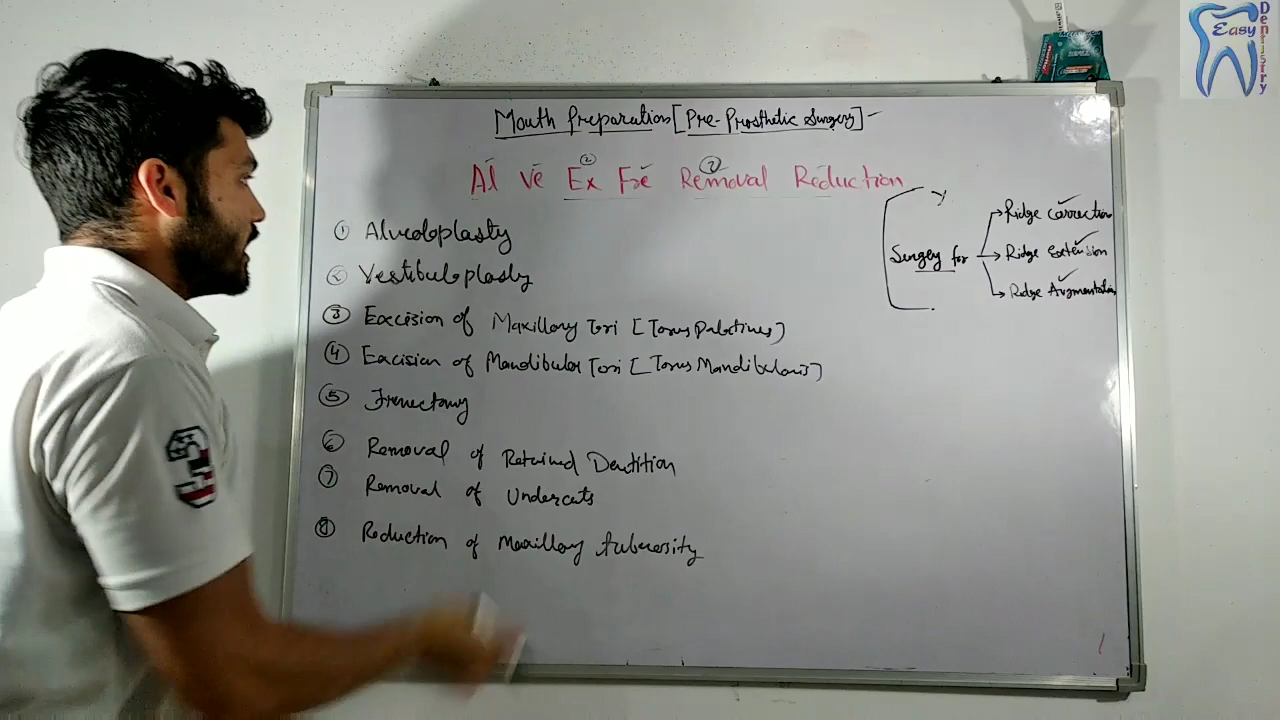 Easy
Dentistry
Mouth Preparation [Pre-Prosthetic Surgery] -
② ②
Al Ve Ex Fre Removal Reduction
① Alveoloplasty
② Vestibuloplasty
③ Excision of Maxillary Tori [Torus Palatinus]
④ Excision of Mandibular Tori [Torus Mandibularis]
⑤ Frenectomy
⑥ Removal of Retained Dentition
⑦ Removal of Undercuts
⑧ Reduction of Maxillary tuberosity
Surgery for
Ridge Correction
Ridge Extension
Ridge Augmentation